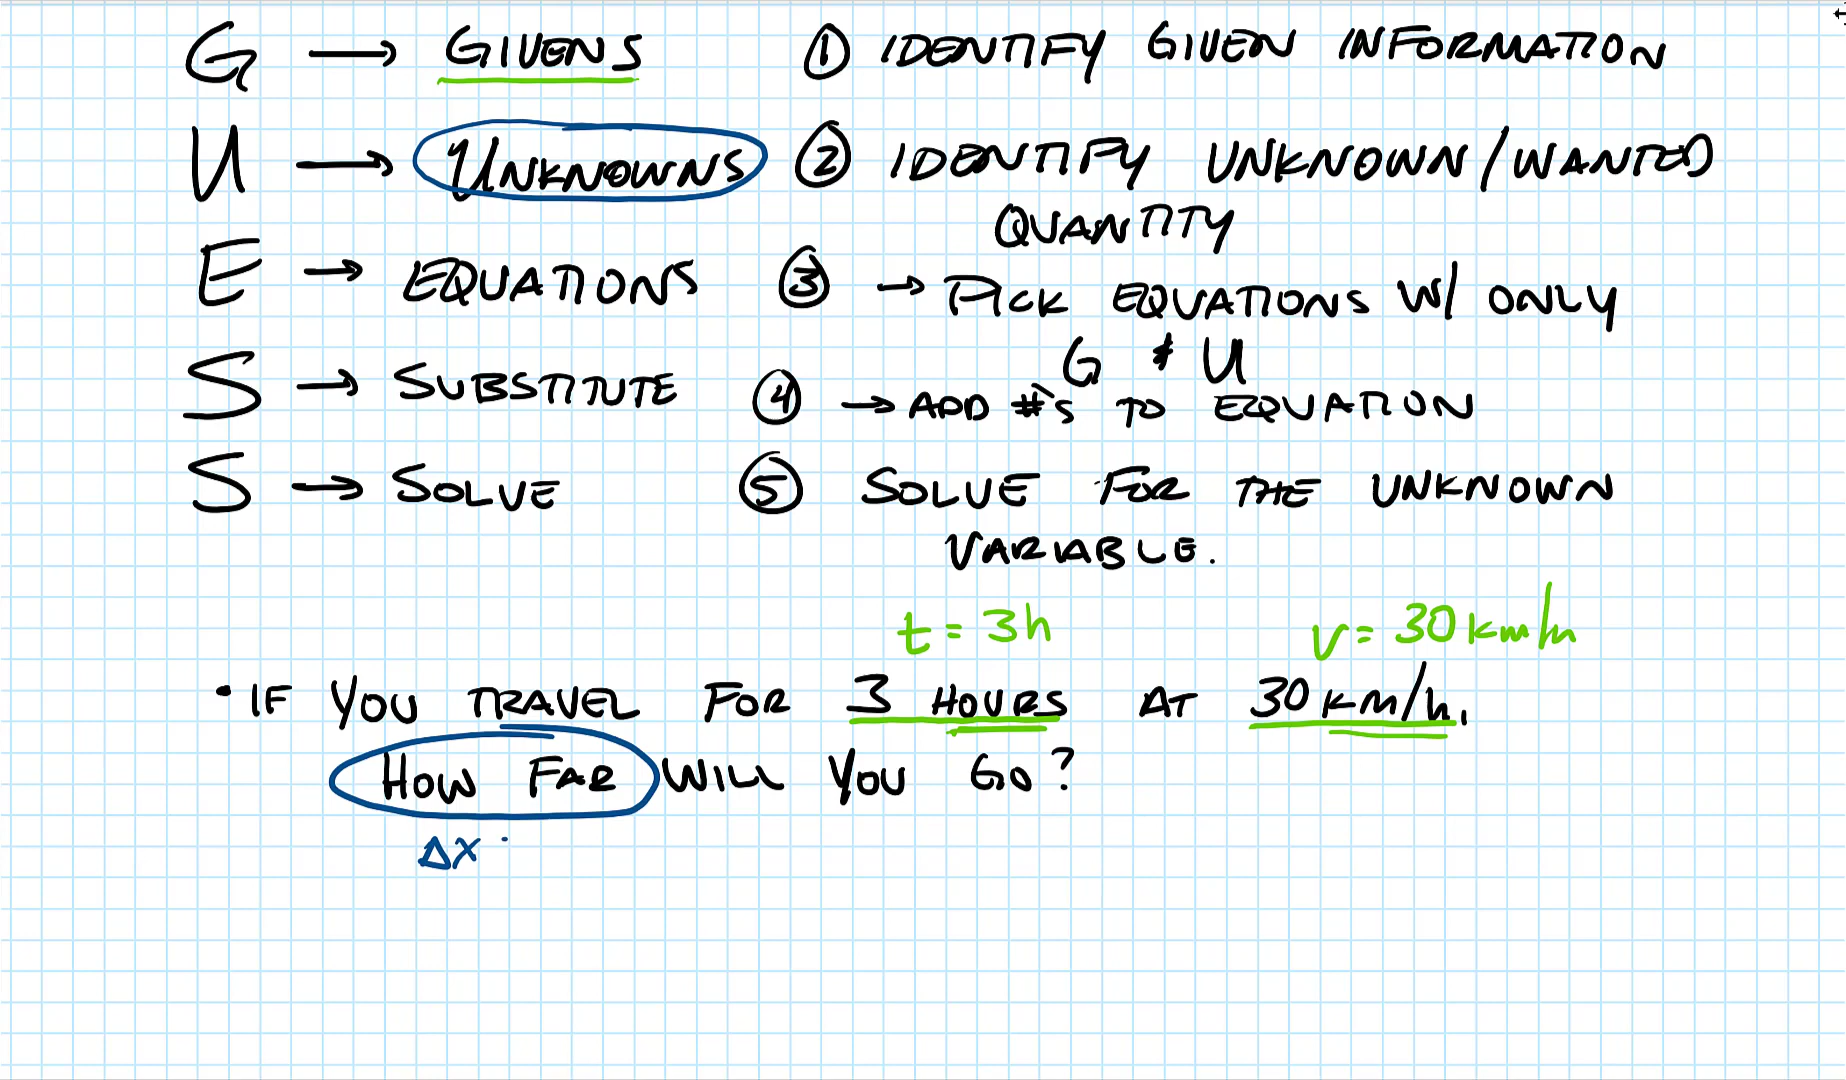 G → GIVENS ① IDENTIFY GIVEN INFORMATION
U → UNKNOWNS ② IDENTIFY UNKNOWN/WANTED
QUANTITY
E → EQUATIONS ③ → PICK EQUATIONS W/ ONLY
G & U
S → SUBSTITUTE ④ → ADD #'S TO EQUATION
S → SOLVE ⑤ SOLVE FOR THE UNKNOWN
VARIABLE.
t = 3h v = 30 km/h
• IF YOU TRAVEL FOR 3 HOURS AT 30 KM/h,
HOW FAR WILL YOU GO?
Δx